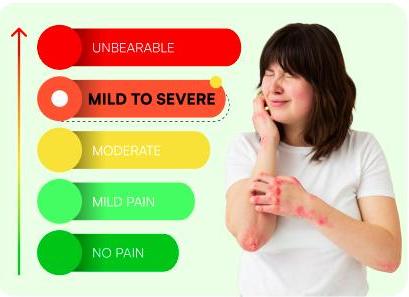 UNBEARABLE
MILD TO SEVERE
MODERATE
MILD PAIN
NO PAIN